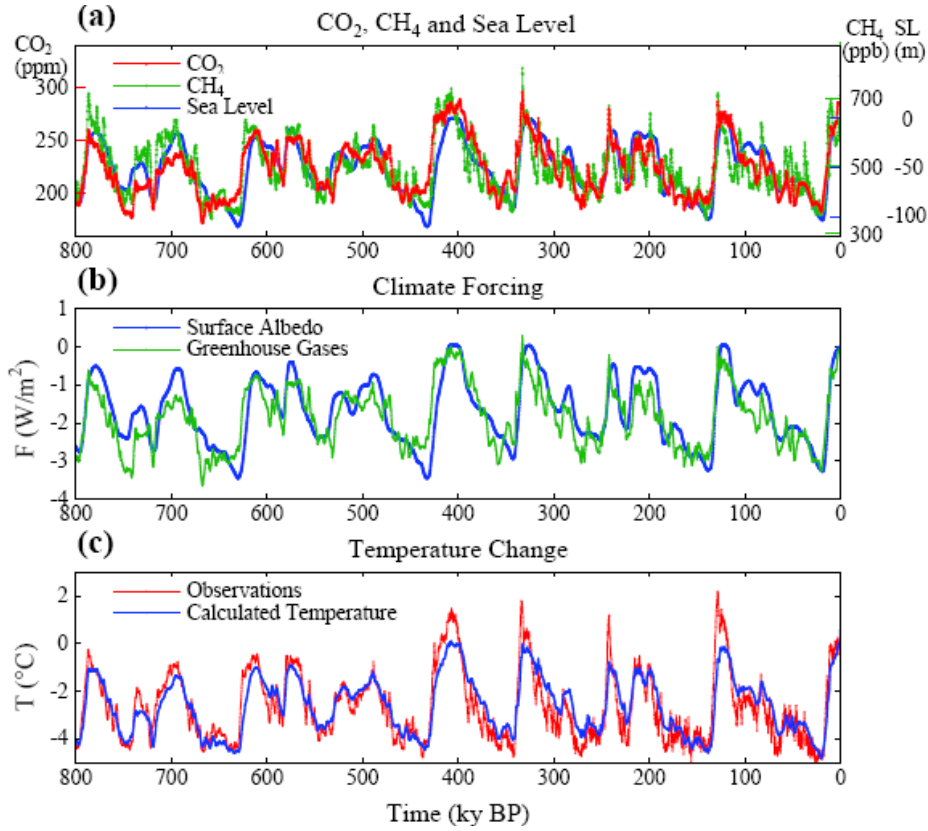 (a)
CO₂, CH₄ and Sea Level
CO₂
(ppm)
CH₄ SL
(ppb) (m)
CO₂
CH₄
Sea Level
300
250
200
700
500
300
0
-50
-100
800 700 600 500 400 300 200 100 0
(b)
Climate Forcing
Surface Albedo
Greenhouse Gases
F (W/m²)
1
0
-1
-2
-3
-4
800 700 600 500 400 300 200 100 0
(c)
Temperature Change
Observations
Calculated Temperature
T (°C)
2
0
-2
-4
800 700 600 500 400 300 200 100 0
Time (ky BP)